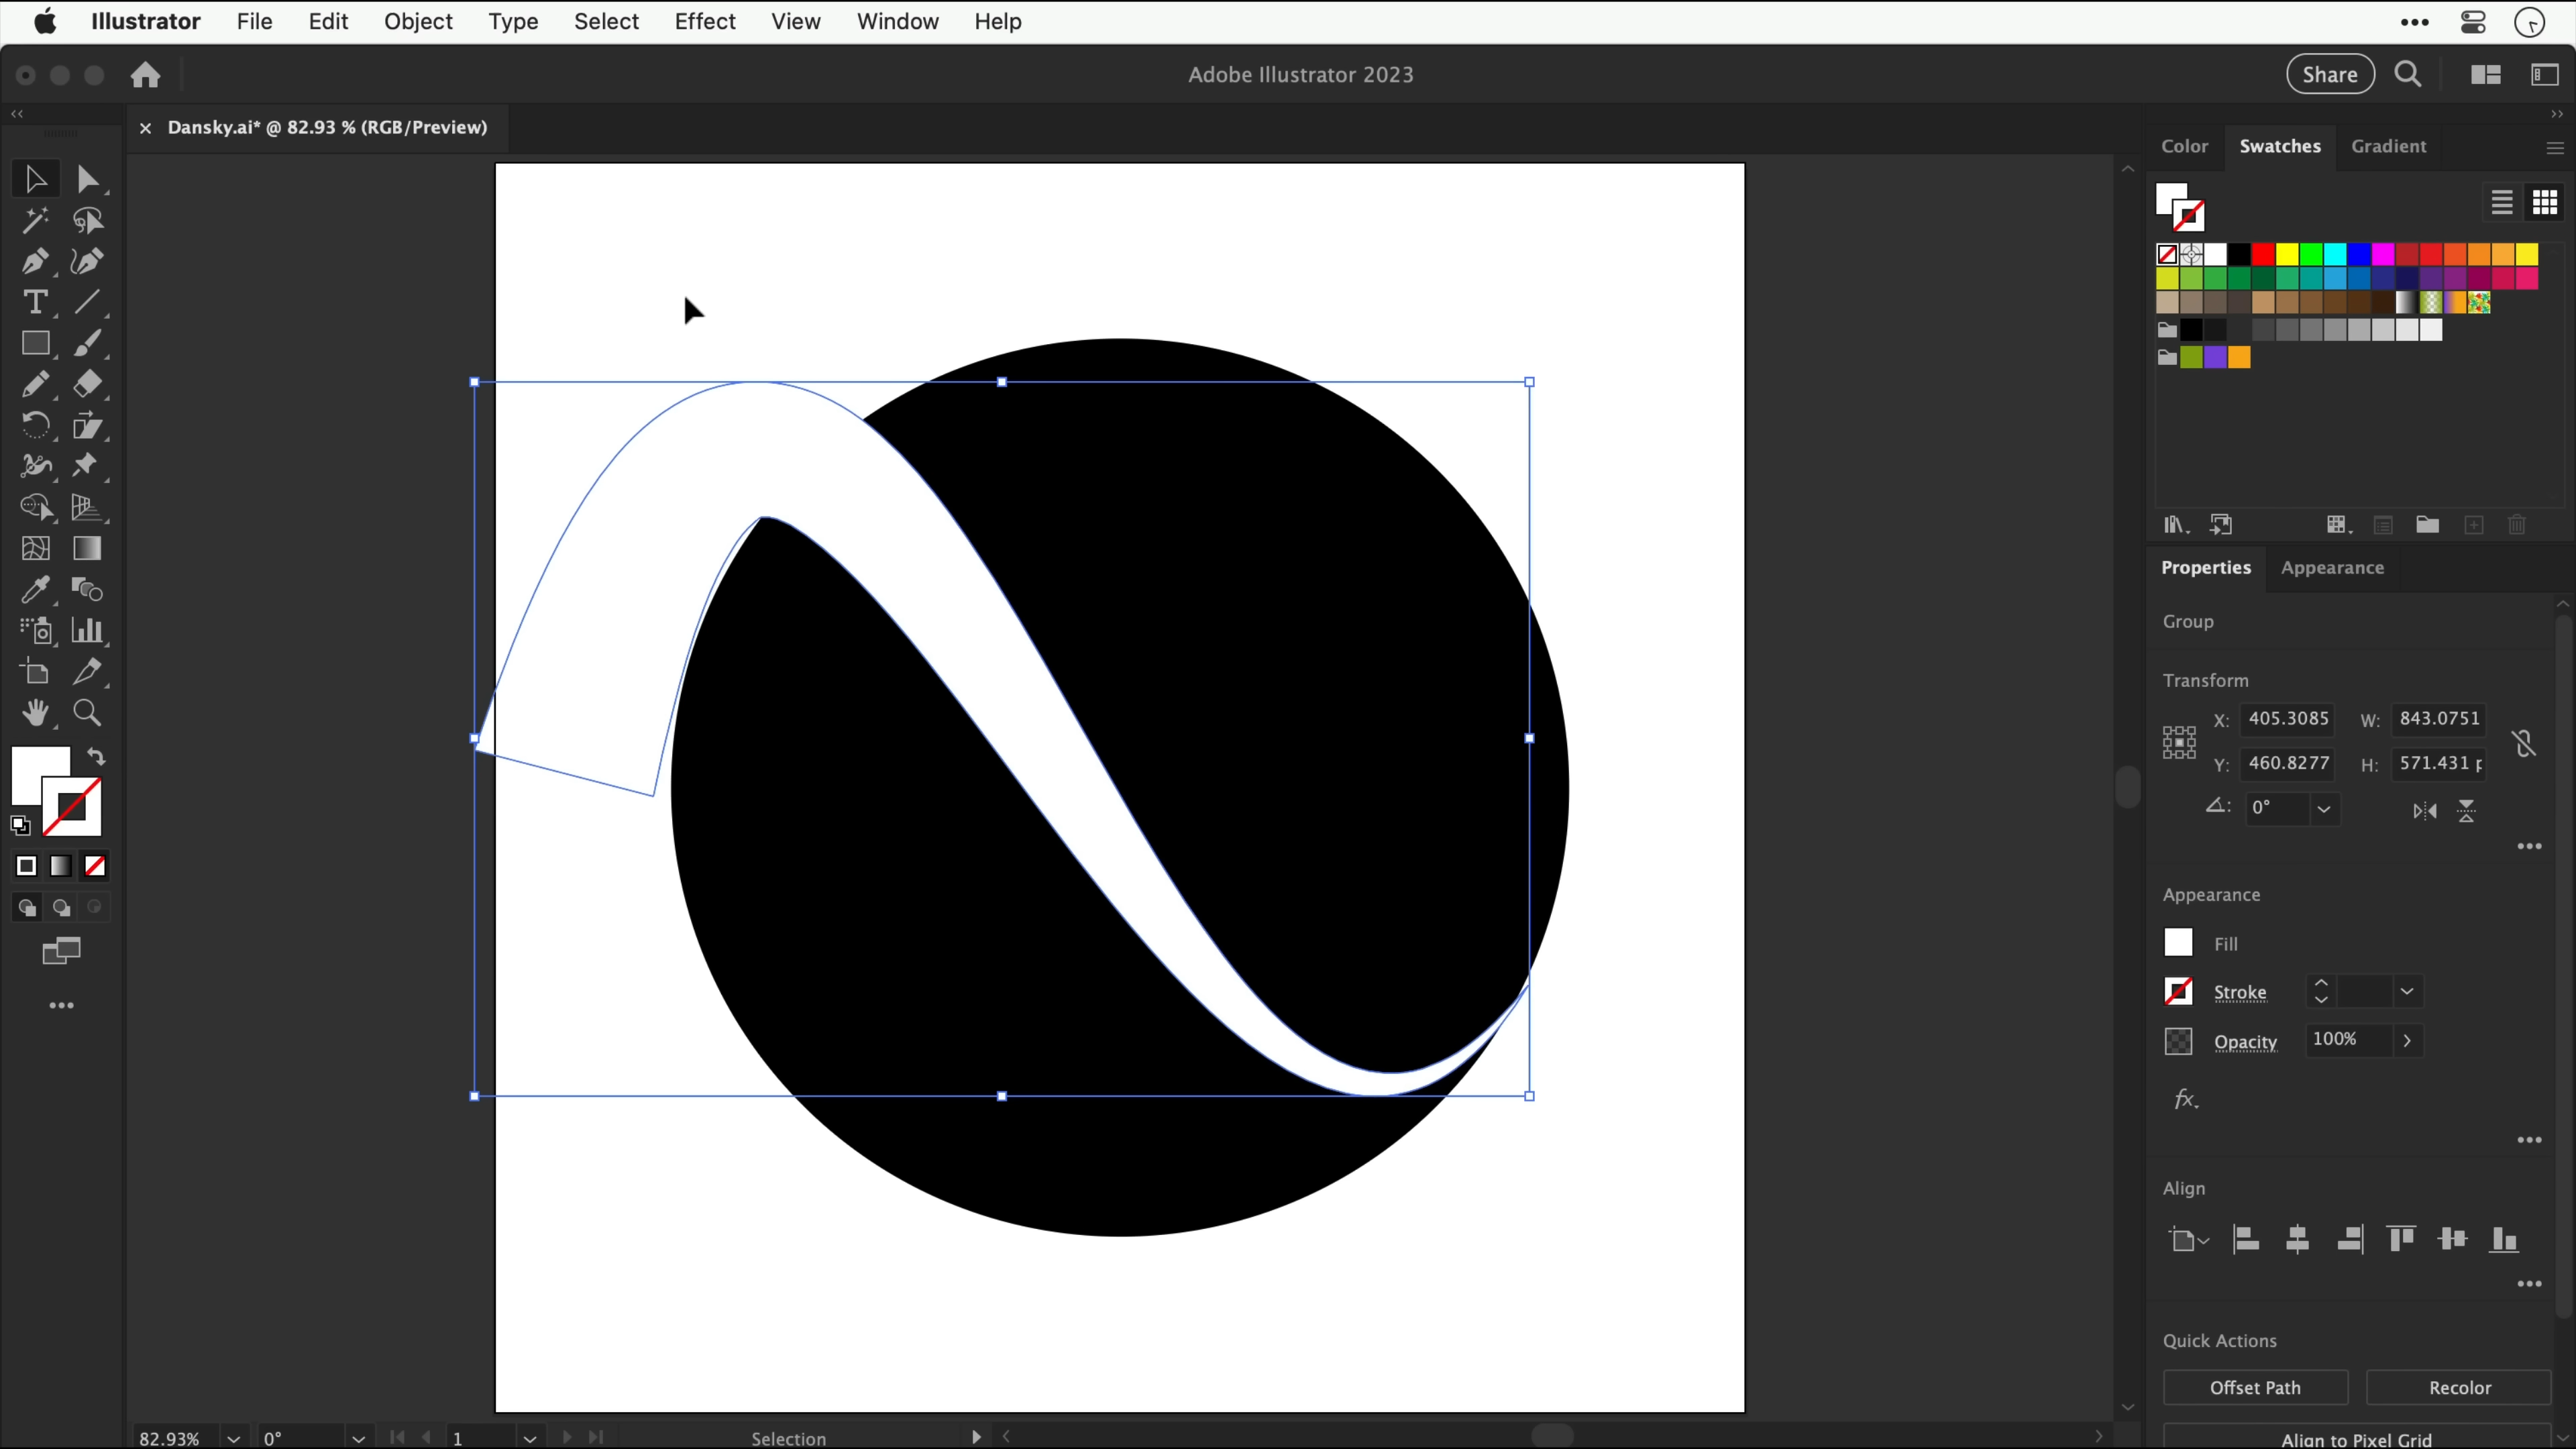 Illustrator File Edit Object Type Select Effect View Window Help
Adobe Illustrator 2023
Share
Dansky.ai* @ 82.93 % (RGB/Preview)
Color Swatches Gradient
Properties Appearance
Group
Transform
X: 405.3085 W: 843.0751
Y: 460.8277 H: 571.431 p
0°
Appearance
Fill
Stroke
Opacity 100%
fx
Align
Quick Actions
Offset Path Recolor
Align to Pixel Grid
82.93% 0° 1 Selection